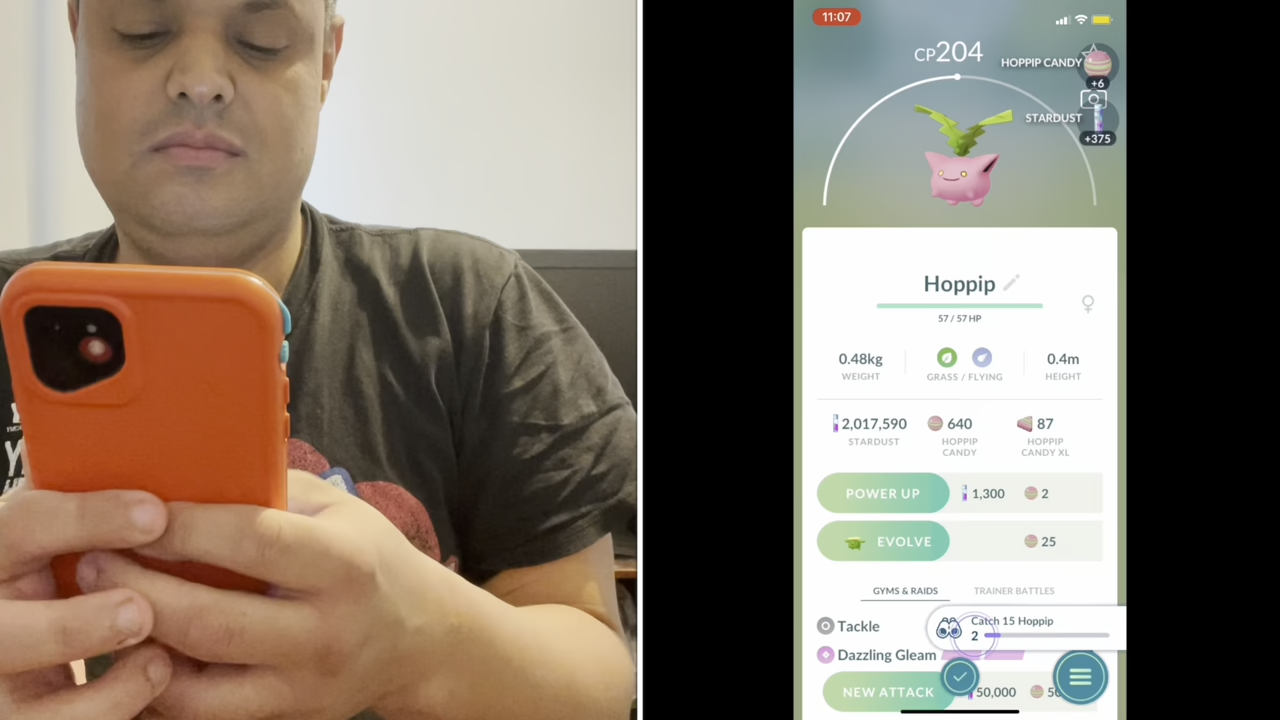 11:07
CP204
HOPPIP CANDY
+6
STARDUST
+375
Hoppip
57 / 57 HP
0.48kg
WEIGHT
GRASS / FLYING
0.4m
HEIGHT
2,017,590
STARDUST
640
HOPPIP
CANDY
87
HOPPIP
CANDY XL
POWER UP
1,300
2
EVOLVE
25
GYMS & RAIDS
TRAINER BATTLES
Tackle
Catch 15 Hoppip
2
Dazzling Gleam
NEW ATTACK
50,000